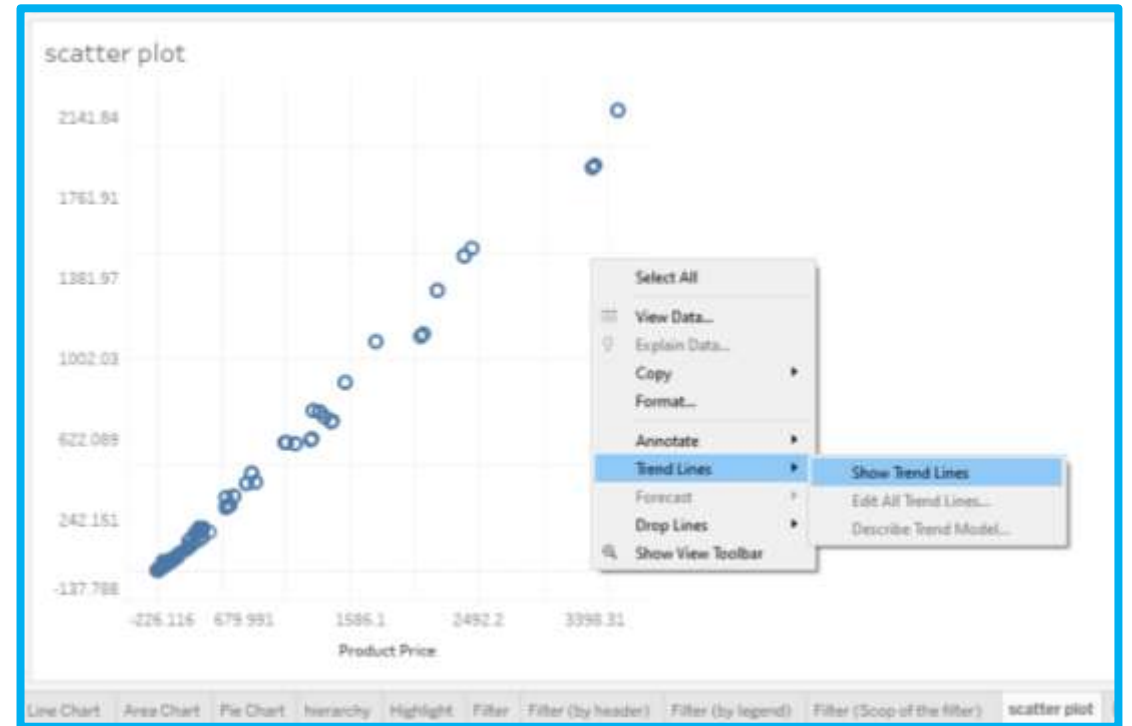 scatter plot
2141.84
1761.91
1381.97
1002.03
622.089
242.151
-137.788
-226.116 679.991 1586.1 2492.2 3398.31
Product Price
Select All
View Data...
Explain Data...
Copy
Format...
Annotate
Trend Lines
Forecast
Drop Lines
Show View Toolbar
Show Trend Lines
Edit All Trend Lines...
Describe Trend Model...
Line Chart Area Chart Pie Chart hierarchy Highlight Filter Filter (by header) Filter (by legend) Filter (Scop of the filter) scatter plot